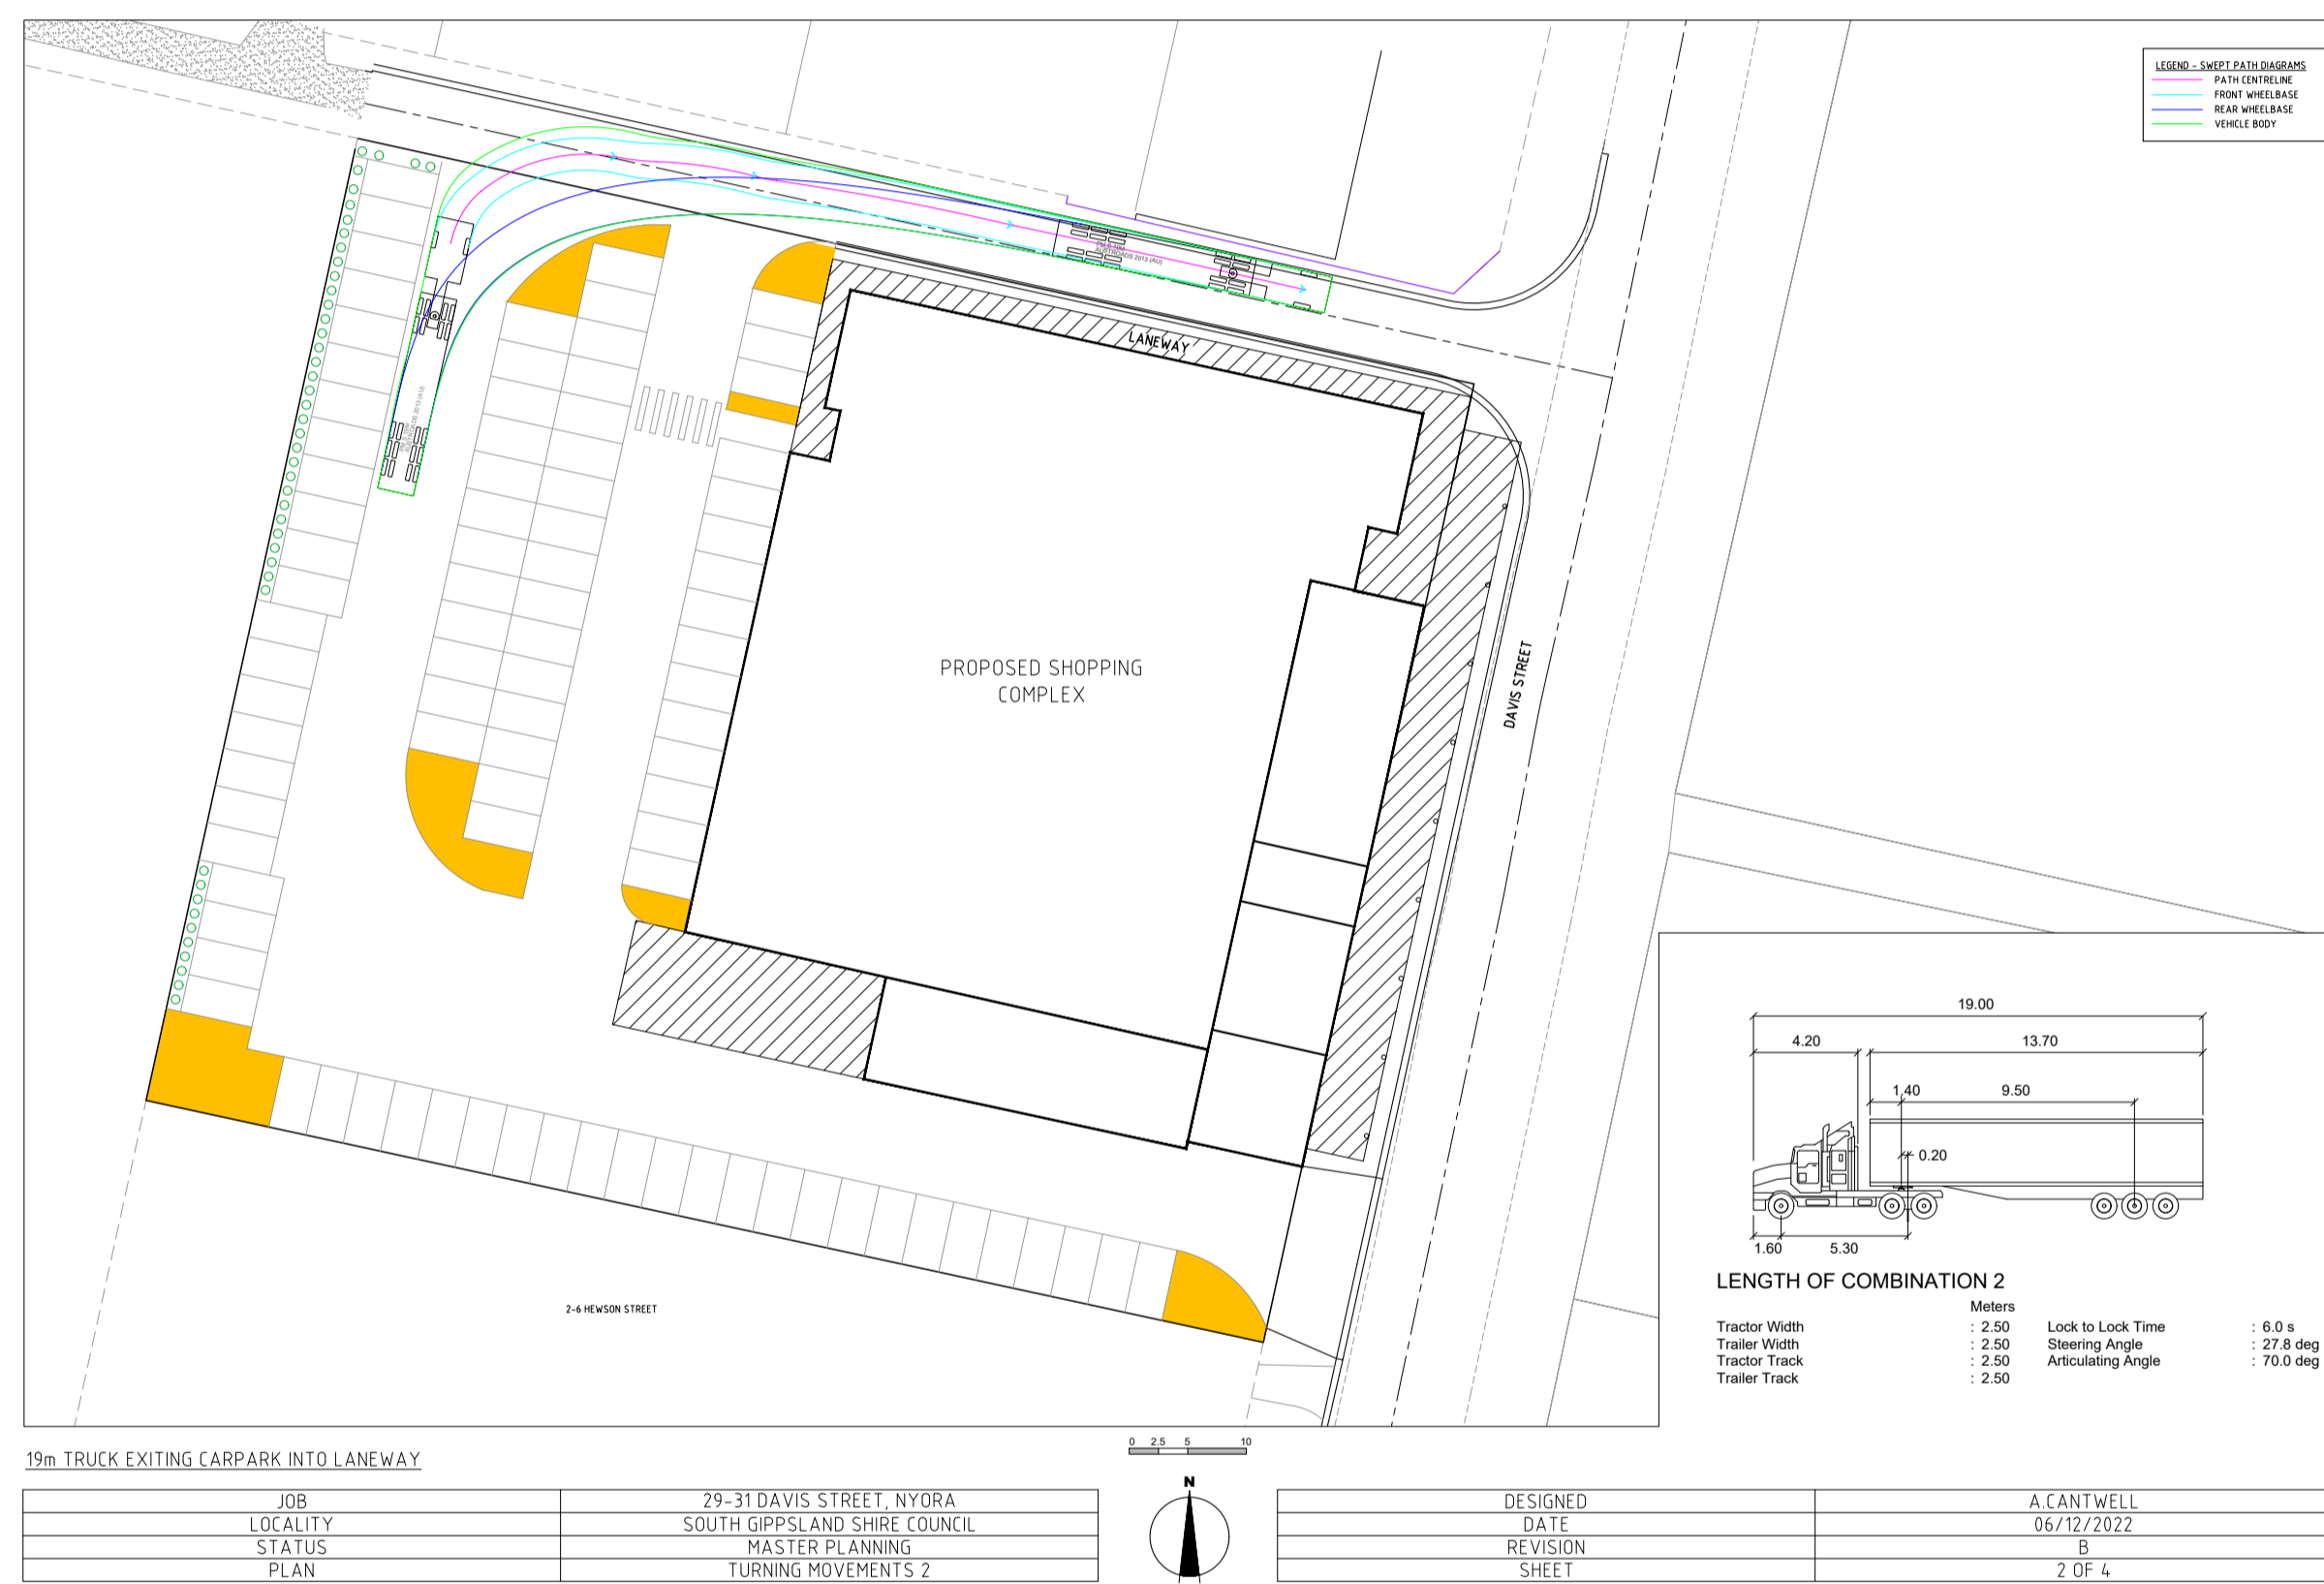 LEGEND - SWEPT PATH DIAGRAMS
PATH CENTRELINE
FRONT WHEELBASE
REAR WHEELBASE
VEHICLE BODY
AUSTROADS 2013 (AU)
LANEWAY
AUSTROADS 2013 (AU)
PROPOSED SHOPPING
COMPLEX
DAVIS STREET
2-6 HEWSON STREET
19.00
4.20 13.70
1.40 9.50
0.20
1.60 5.30
LENGTH OF COMBINATION 2
Meters
Tractor Width : 2.50 Lock to Lock Time : 6.0 s
Trailer Width : 2.50 Steering Angle : 27.8 deg
Tractor Track : 2.50 Articulating Angle : 70.0 deg
Trailer Track : 2.50
0 2.5 5 10
19m TRUCK EXITING CARPARK INTO LANEWAY
N
JOB 29-31 DAVIS STREET, NYORA
LOCALITY SOUTH GIPPSLAND SHIRE COUNCIL
STATUS MASTER PLANNING
PLAN TURNING MOVEMENTS 2
DESIGNED A.CANTWELL
DATE 06/12/2022
REVISION B
SHEET 2 OF 4